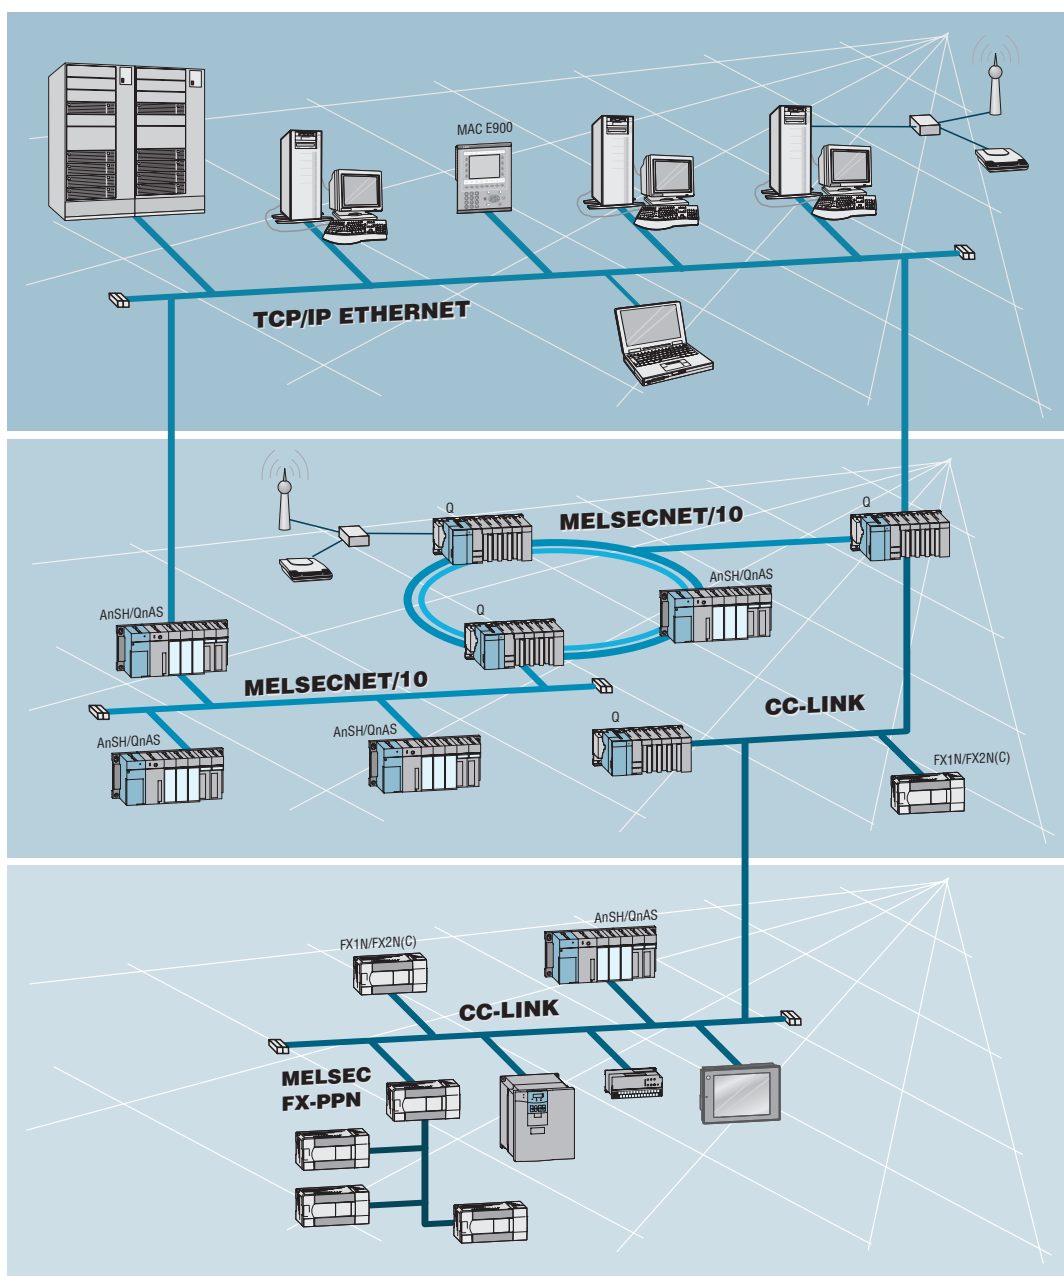 MAC E900
TCP/IP ETHERNET
Q
MELSECNET/10
Q
AnSH/QnAS
AnSH/QnAS
Q
MELSECNET/10
CC-LINK
Q
AnSH/QnAS
AnSH/QnAS
FX1N/FX2N(C)
AnSH/QnAS
FX1N/FX2N(C)
CC-LINK
MELSEC
FX-PPN